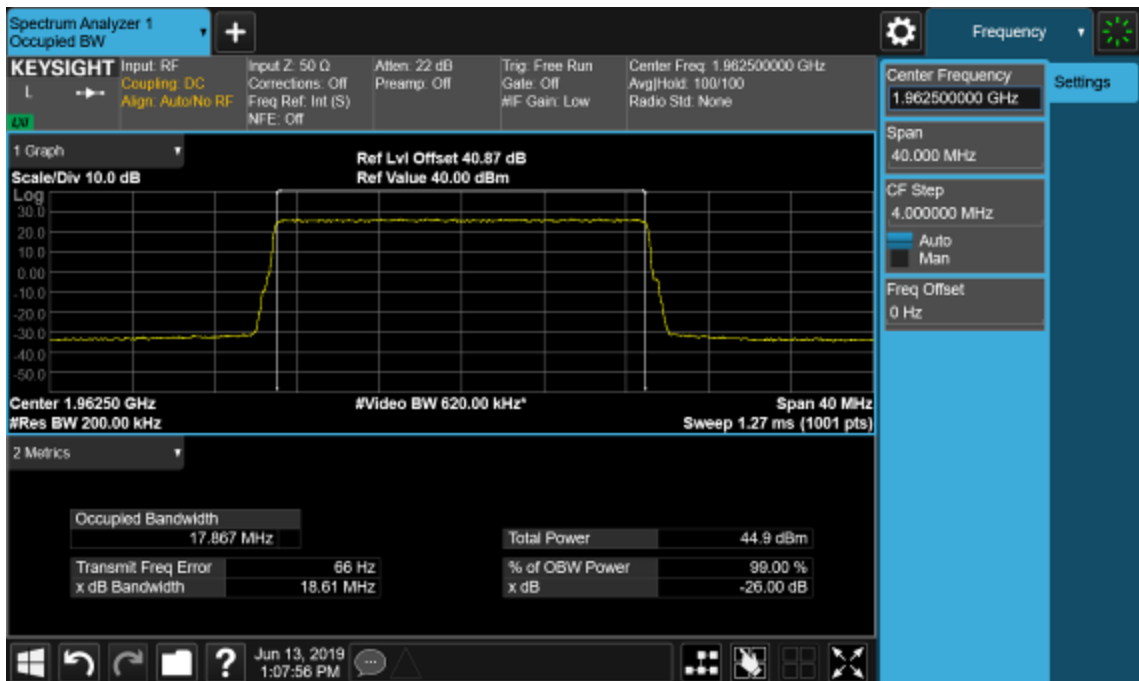 Spectrum Analyzer 1
Occupied BW
+
Frequency
KEYSIGHT
L
LXI
Input: RF
Coupling: DC
Align: Auto/No RF
Input Z: 50 Ω
Corrections: Off
Freq Ref: Int (S)
NFE: Off
Atten: 22 dB
Preamp: Off
Trig: Free Run
Gate: Off
#IF Gain: Low
Center Freq: 1.962500000 GHz
Avg|Hold: 100/100
Radio Std: None
Center Frequency
1.962500000 GHz
Settings
Span
40.000 MHz
CF Step
4.000000 MHz
Auto
Man
Freq Offset
0 Hz
1 Graph
Scale/Div 10.0 dB
Ref Lvl Offset 40.87 dB
Ref Value 40.00 dBm
Log
30.0
20.0
10.0
0.00
-10.0
-20.0
-30.0
-40.0
-50.0
Center 1.96250 GHz
#Res BW 200.00 kHz
#Video BW 620.00 kHz*
Span 40 MHz
Sweep 1.27 ms (1001 pts)
2 Metrics
Occupied Bandwidth
17.867 MHz
Total Power 44.9 dBm
Transmit Freq Error 66 Hz
% of OBW Power 99.00 %
x dB Bandwidth 18.61 MHz
x dB -26.00 dB
?
Jun 13, 2019
1:07:56 PM